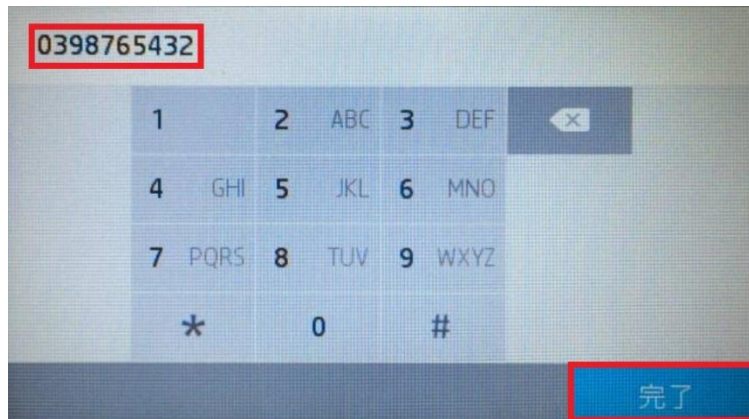 0398765432
1 2 ABC 3 DEF
4 GHI 5 JKL 6 MNO
7 PQRS 8 TUV 9 WXYZ
* 0 #
完了